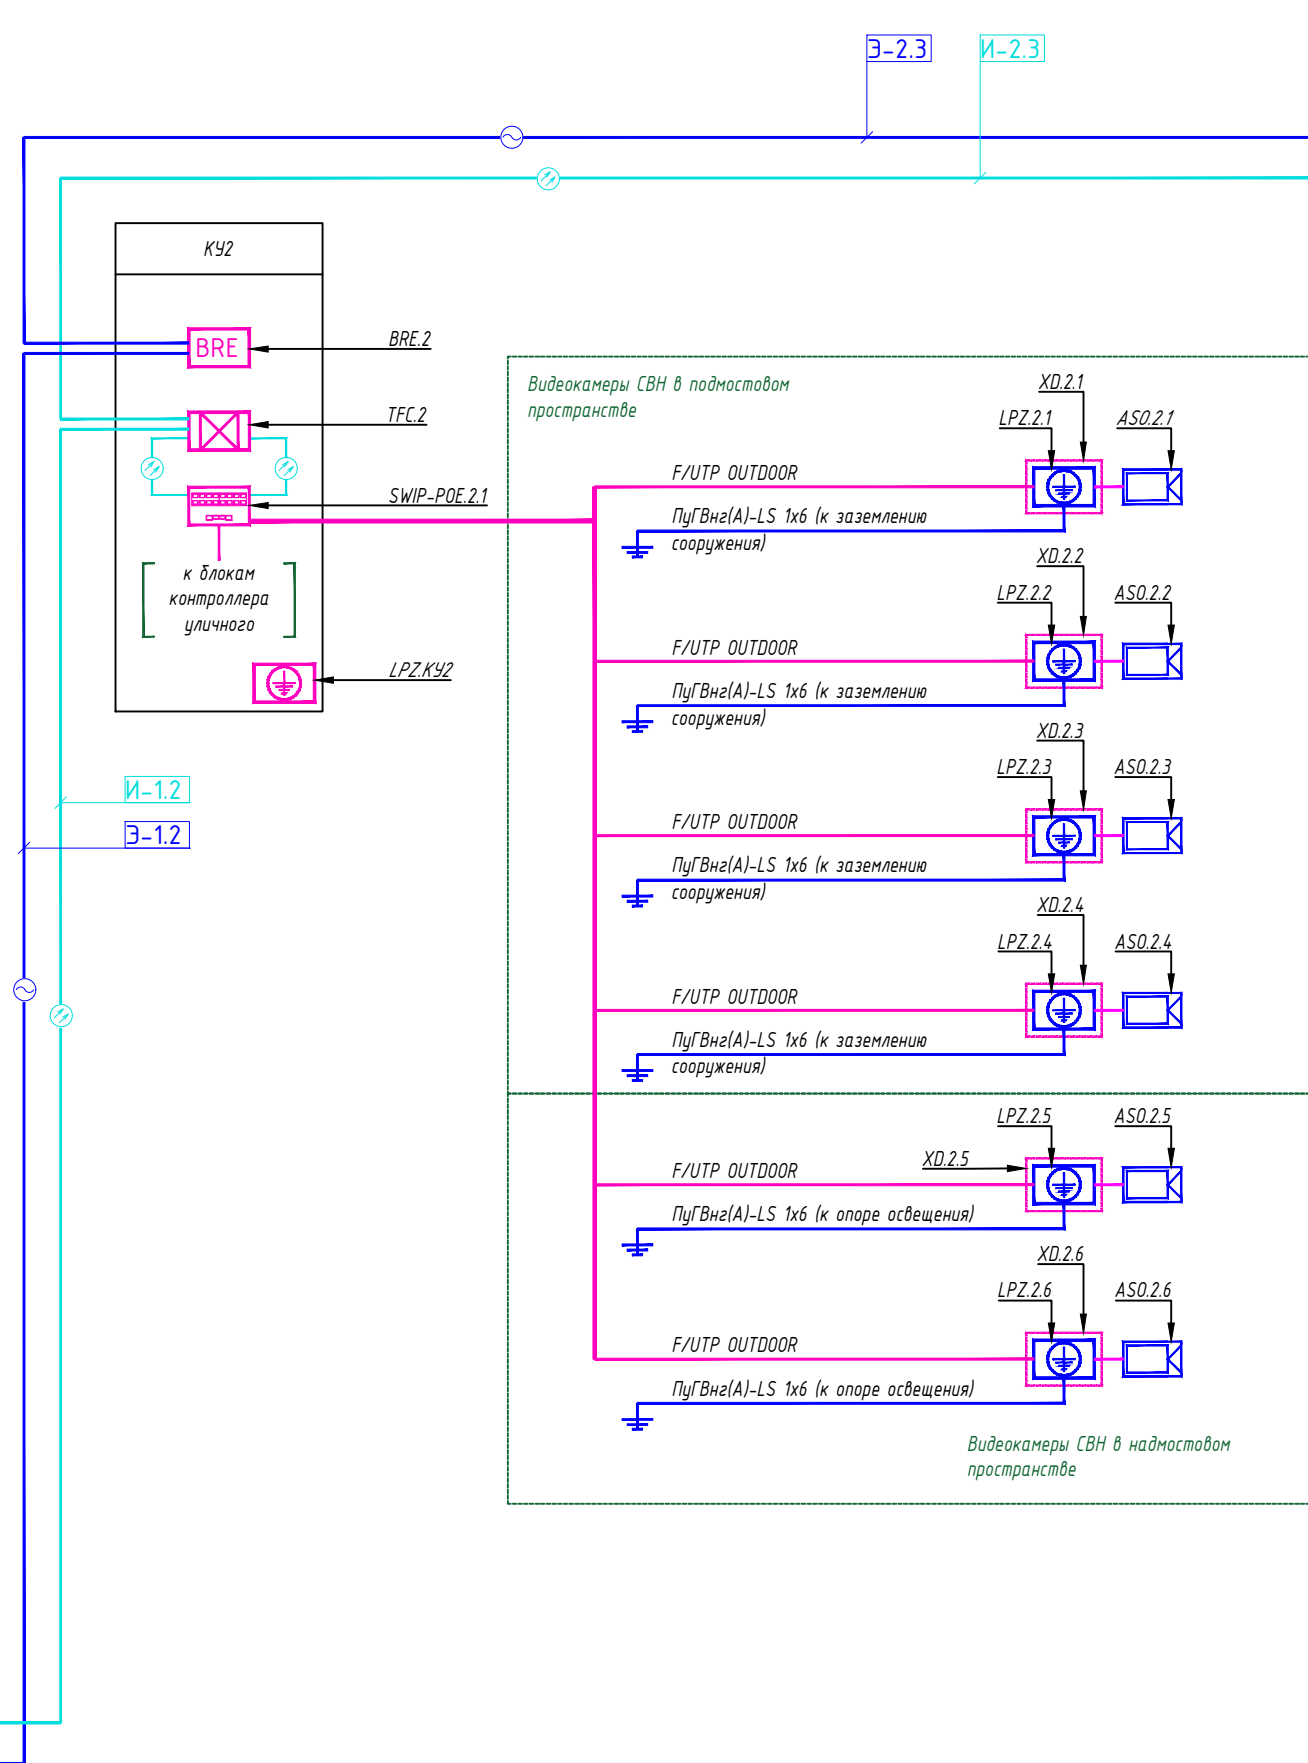 Э-2.3
И-2.3
КУ2
BRE
BRE.2
TFC.2
SWIP-POE.2.1
к блокам
контроллера
уличного
LPZ.КУ2
И-1.2
Э-1.2
Видеокамеры СВН в подмостовом
пространстве
XD.2.1
LPZ.2.1
ASO.2.1
F/UTP OUTDOOR
ПуГВнг(А)-LS 1х6 (к заземлению
сооружения)
XD.2.2
LPZ.2.2
ASO.2.2
F/UTP OUTDOOR
ПуГВнг(А)-LS 1х6 (к заземлению
сооружения)
XD.2.3
LPZ.2.3
ASO.2.3
F/UTP OUTDOOR
ПуГВнг(А)-LS 1х6 (к заземлению
сооружения)
XD.2.4
LPZ.2.4
ASO.2.4
F/UTP OUTDOOR
ПуГВнг(А)-LS 1х6 (к заземлению
сооружения)
LPZ.2.5
ASO.2.5
XD.2.5
F/UTP OUTDOOR
ПуГВнг(А)-LS 1х6 (к опоре освещения)
XD.2.6
LPZ.2.6
ASO.2.6
F/UTP OUTDOOR
ПуГВнг(А)-LS 1х6 (к опоре освещения)
Видеокамеры СВН в надмостовом
пространстве